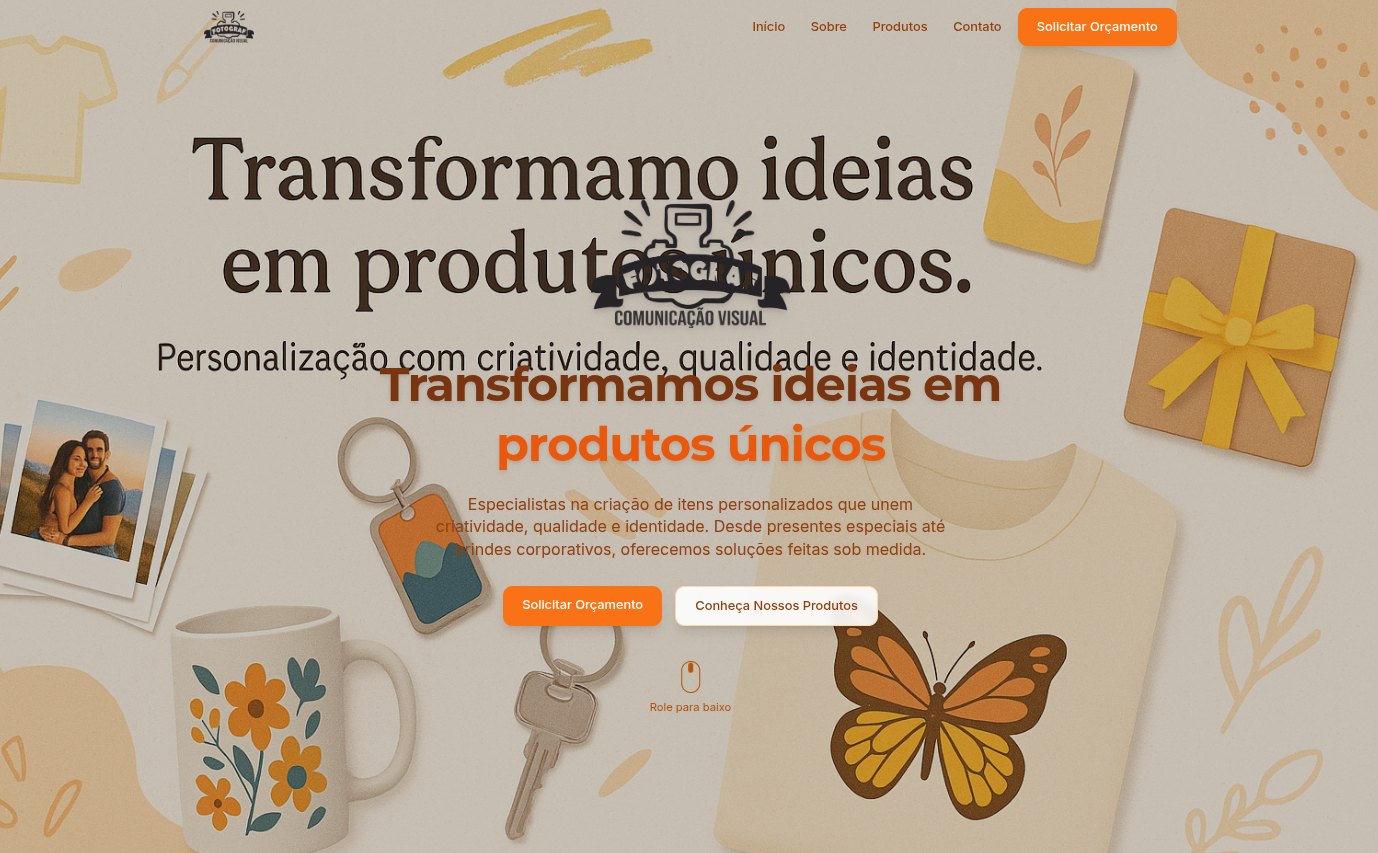 FOTOGRAF
COMUNICAÇÃO VISUAL
Início
Sobre
Produtos
Contato
Solicitar Orçamento
Transformamo ideias
em produtos únicos.
FOTOGRAF
COMUNICAÇÃO VISUAL
Personalização com criatividade, qualidade e identidade.
Transformamos ideias em
produtos únicos
Especialistas na criação de itens personalizados que unem
criatividade, qualidade e identidade. Desde presentes especiais até
brindes corporativos, oferecemos soluções feitas sob medida.
Solicitar Orçamento
Conheça Nossos Produtos
Role para baixo